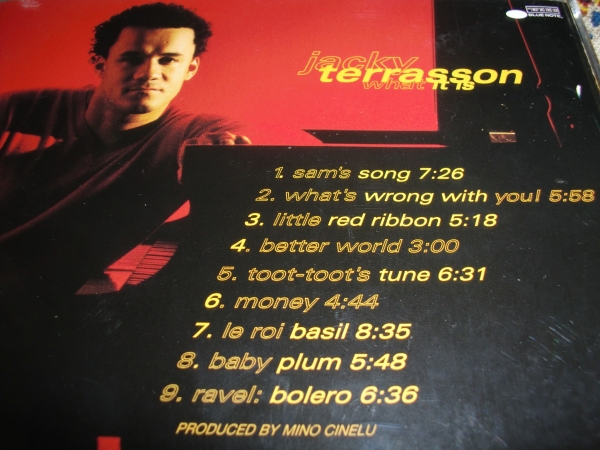 BLUE NOTE
jacky
terrasson
what it is
1. sam's song 7:26
2. what's wrong with you! 5:58
3. little red ribbon 5:18
4. better world 3:00
5. toot-toot's tune 6:31
6. money 4:44
7. le roi basil 8:35
8. baby plum 5:48
9. ravel: bolero 6:36
PRODUCED BY MINO CINELU